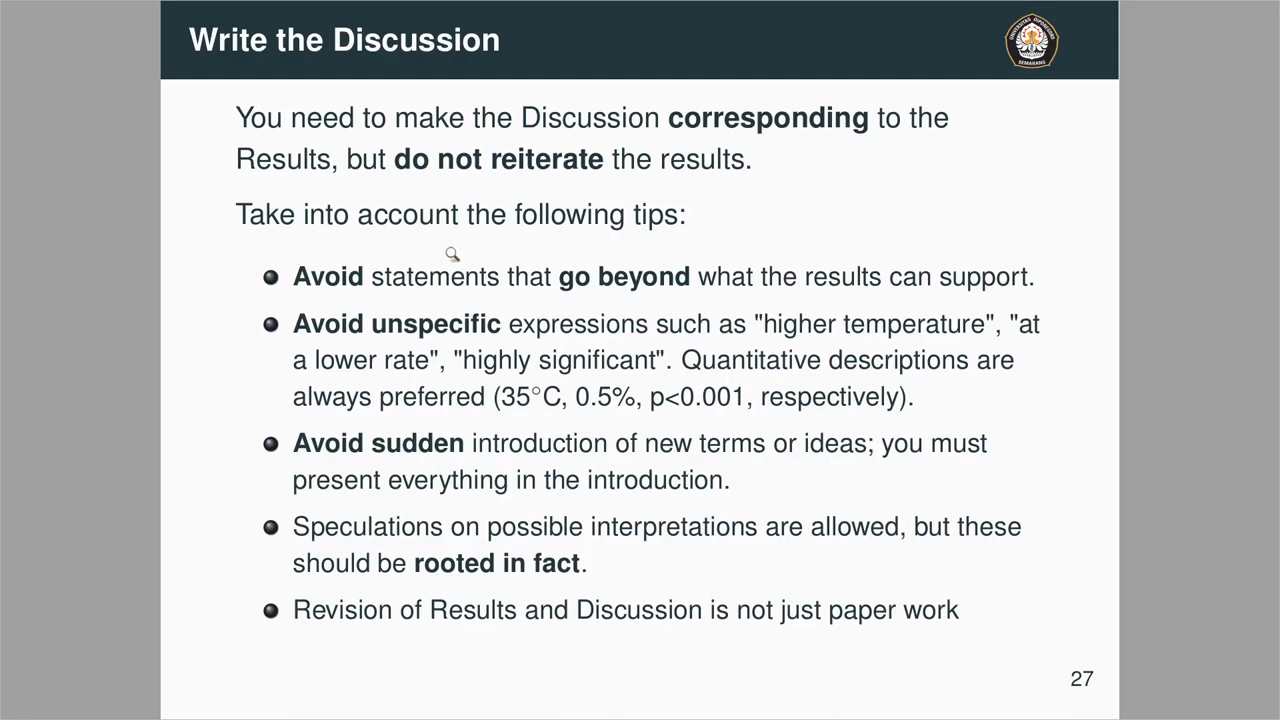 Write the Discussion
UNIVERSITAS DIPONEGORO
SEMARANG
You need to make the Discussion corresponding to the
Results, but do not reiterate the results.
Take into account the following tips:
Avoid statements that go beyond what the results can support.
Avoid unspecific expressions such as "higher temperature", "at
a lower rate", "highly significant". Quantitative descriptions are
always preferred (35°C, 0.5%, p<0.001, respectively).
Avoid sudden introduction of new terms or ideas; you must
present everything in the introduction.
Speculations on possible interpretations are allowed, but these
should be rooted in fact.
Revision of Results and Discussion is not just paper work
27